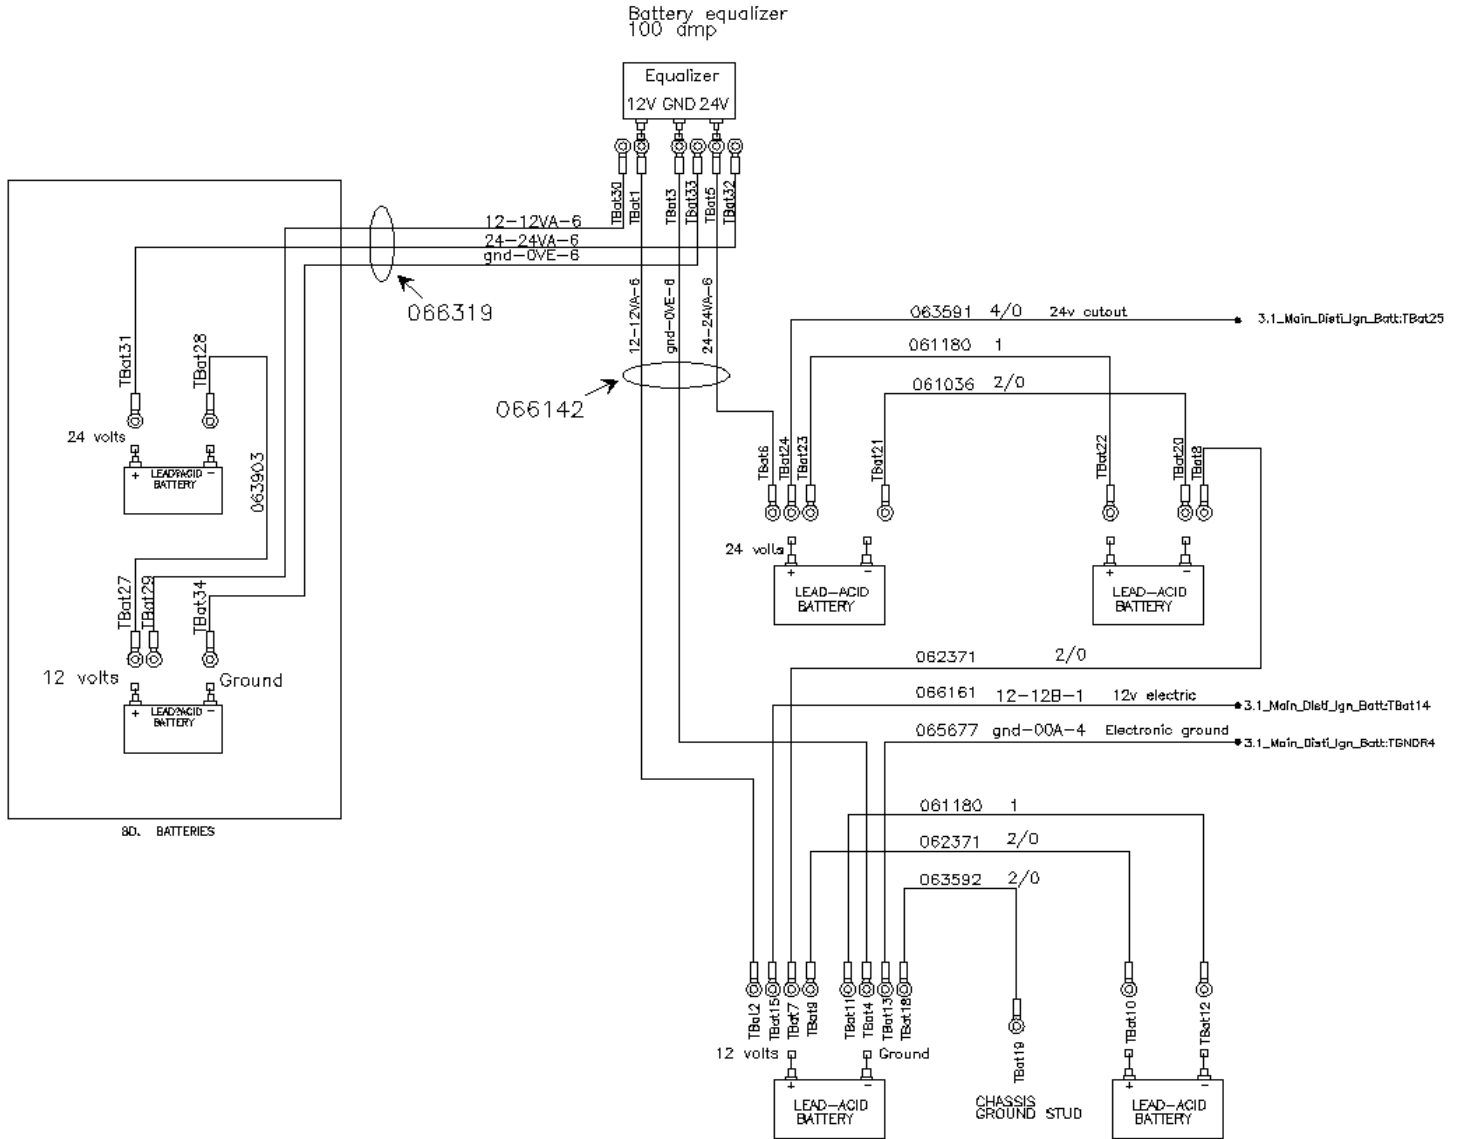 Battery equalizer
100 amp
Equalizer
12V GND 24V
TBat30
TBat1
TBat3
TBat33
TBat5
TBat32
12-12VA-6
24-24VA-6
gnd-0VE-6
066319
12-12VA-6
gnd-0VE-6
24-24VA-6
066142
TBat31
TBat28
24 volts
+
-
LEAD?ACID
BATTERY
063903
TBat27
TBat29
TBat34
12 volts
Ground
+
-
LEAD?ACID
BATTERY
8D. BATTERIES
063591 4/0 24v cutout
3.1_Main_Disti_Ign_Batt:TBat25
061180 1
061036 2/0
TBat6
TBat24
TBat23
TBat21
TBat22
TBat20
TBat8
24 volts
+
-
LEAD-ACID
BATTERY
+
-
LEAD-ACID
BATTERY
062371 2/0
066161 12-12B-1 12v electric
3.1_Main_Disti_Ign_Batt:TBat14
065677 gnd-00A-4 Electronic ground
3.1_Main_Disti_Ign_Batt:TGNDR4
061180 1
062371 2/0
063592 2/0
TBat2
TBat15
TBat7
TBat9
TBat11
TBat4
TBat13
TBat18
TBat19
TBat10
TBat12
12 volts
Ground
+
-
LEAD-ACID
BATTERY
CHASSIS
GROUND STUD
+
-
LEAD-ACID
BATTERY